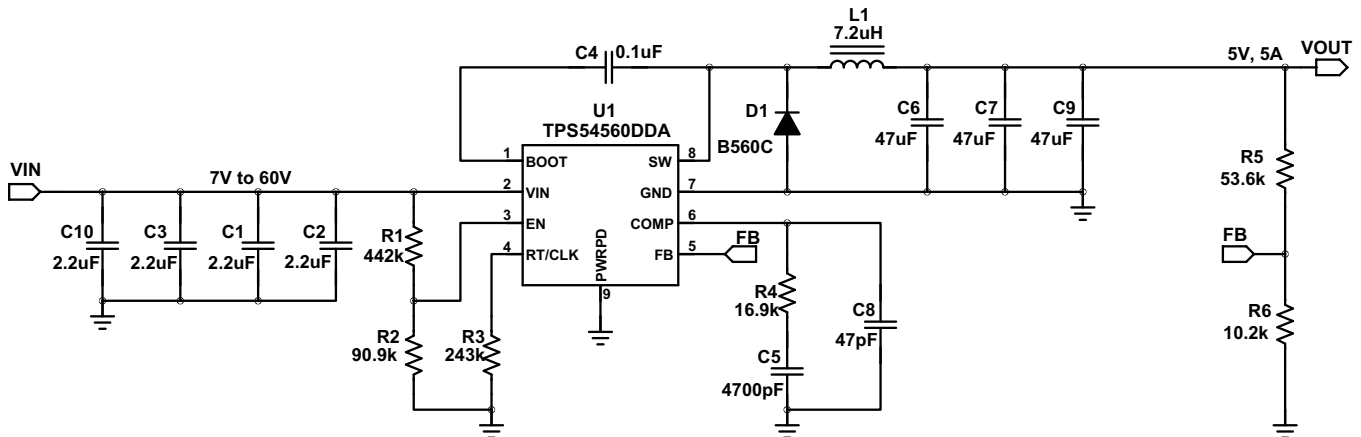 L1
7.2uH
C4
0.1uF
5V, 5A
VOUT
U1
TPS54560DDA
D1
B560C
C6
47uF
C7
47uF
C9
47uF
1
BOOT
SW
8
VIN
7V to 60V
2
VIN
GND
7
3
EN
COMP
6
4
RT/CLK
FB
5
FB
PWRPD
9
C10
2.2uF
C3
2.2uF
C1
2.2uF
C2
2.2uF
R1
442k
R2
90.9k
R3
243k
R4
16.9k
C8
47pF
C5
4700pF
R5
53.6k
FB
R6
10.2k